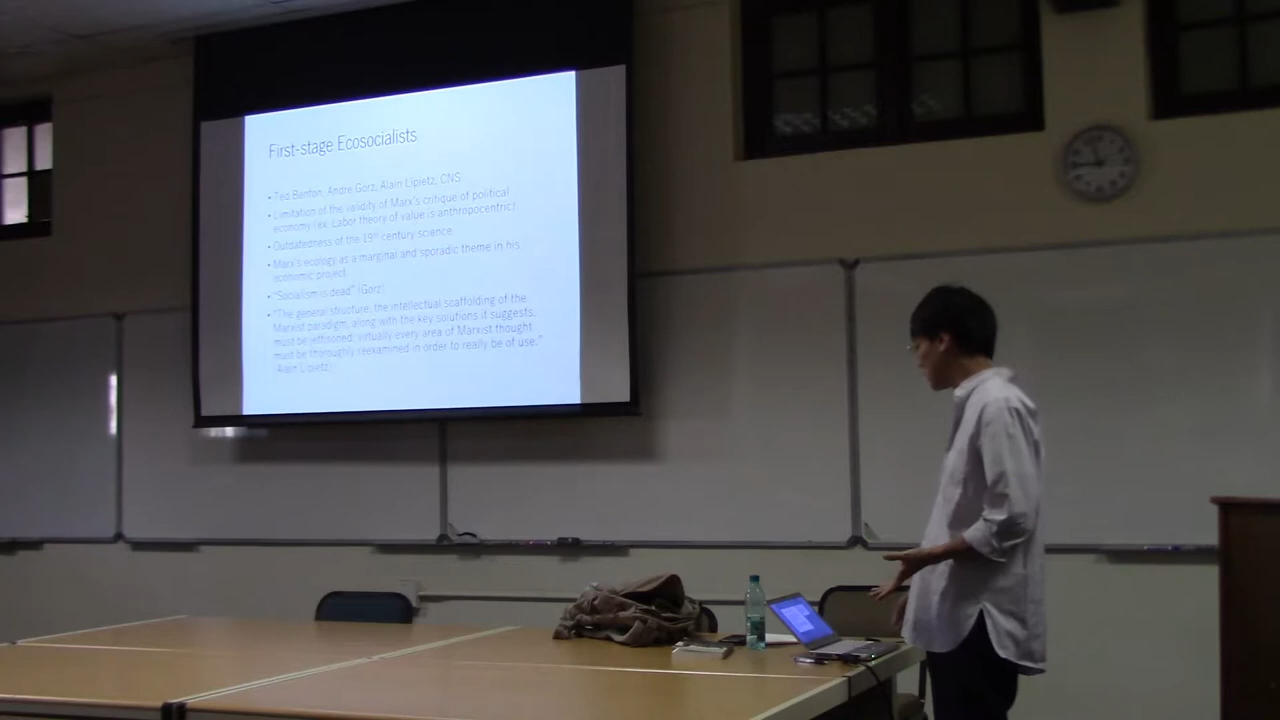 First-stage Ecosocialists
• Ted Benton, Andre Gorz, Alain Lipietz, CNS
• Limitation of the validity of Marx's critique of political
economy (ex. Labor theory of value is anthropocentric)
• Outdatedness of the 19th century science
• Marx's ecology as a marginal and sporadic theme in his
economic project
• "Socialism is dead" (Gorz)
• "The general structure, the intellectual scaffolding of the
Marxist paradigm, along with the key solutions it suggests,
must be jettisoned; virtually every area of Marxist thought
must be thoroughly reexamined in order to really be of use."
Alain Lipietz)